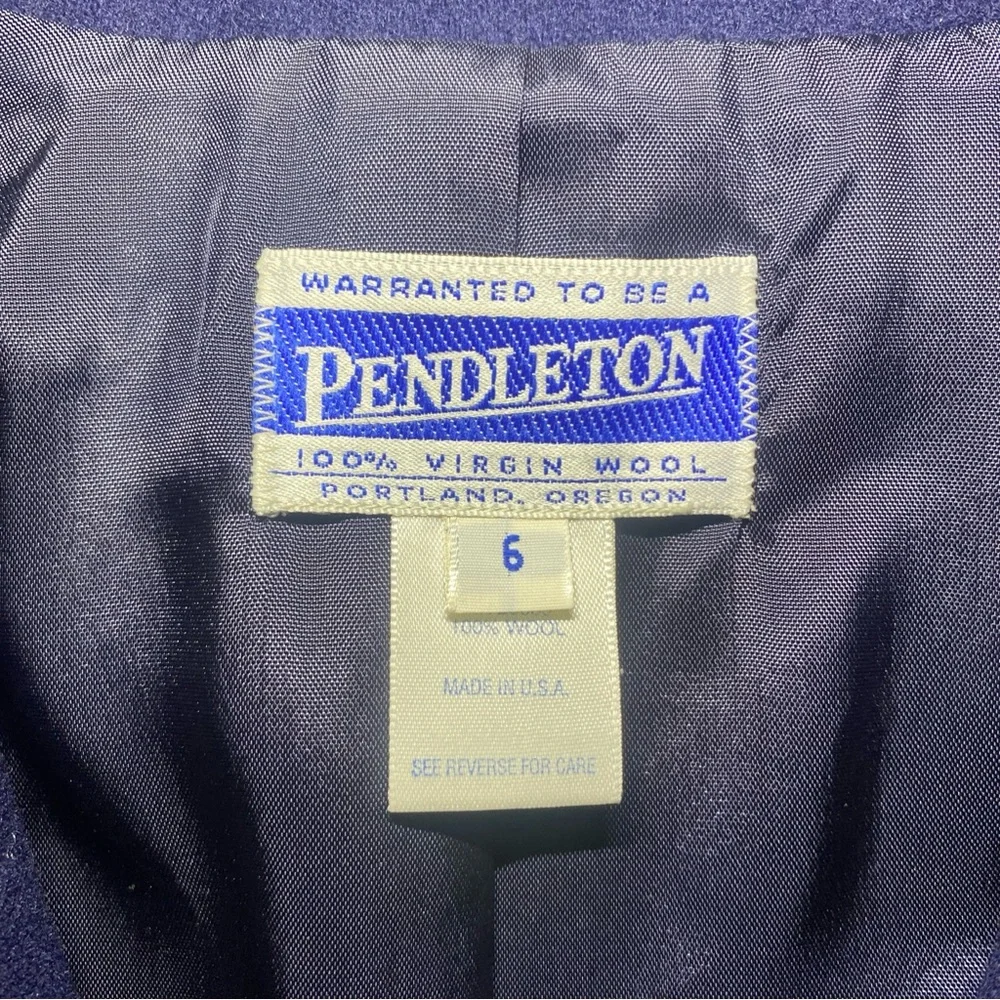 WARRANTED TO BE A
PENDLETON
100% VIRGIN WOOL
PORTLAND, OREGON
6
100% WOOL
MADE IN U.S.A.
SEE REVERSE FOR CARE